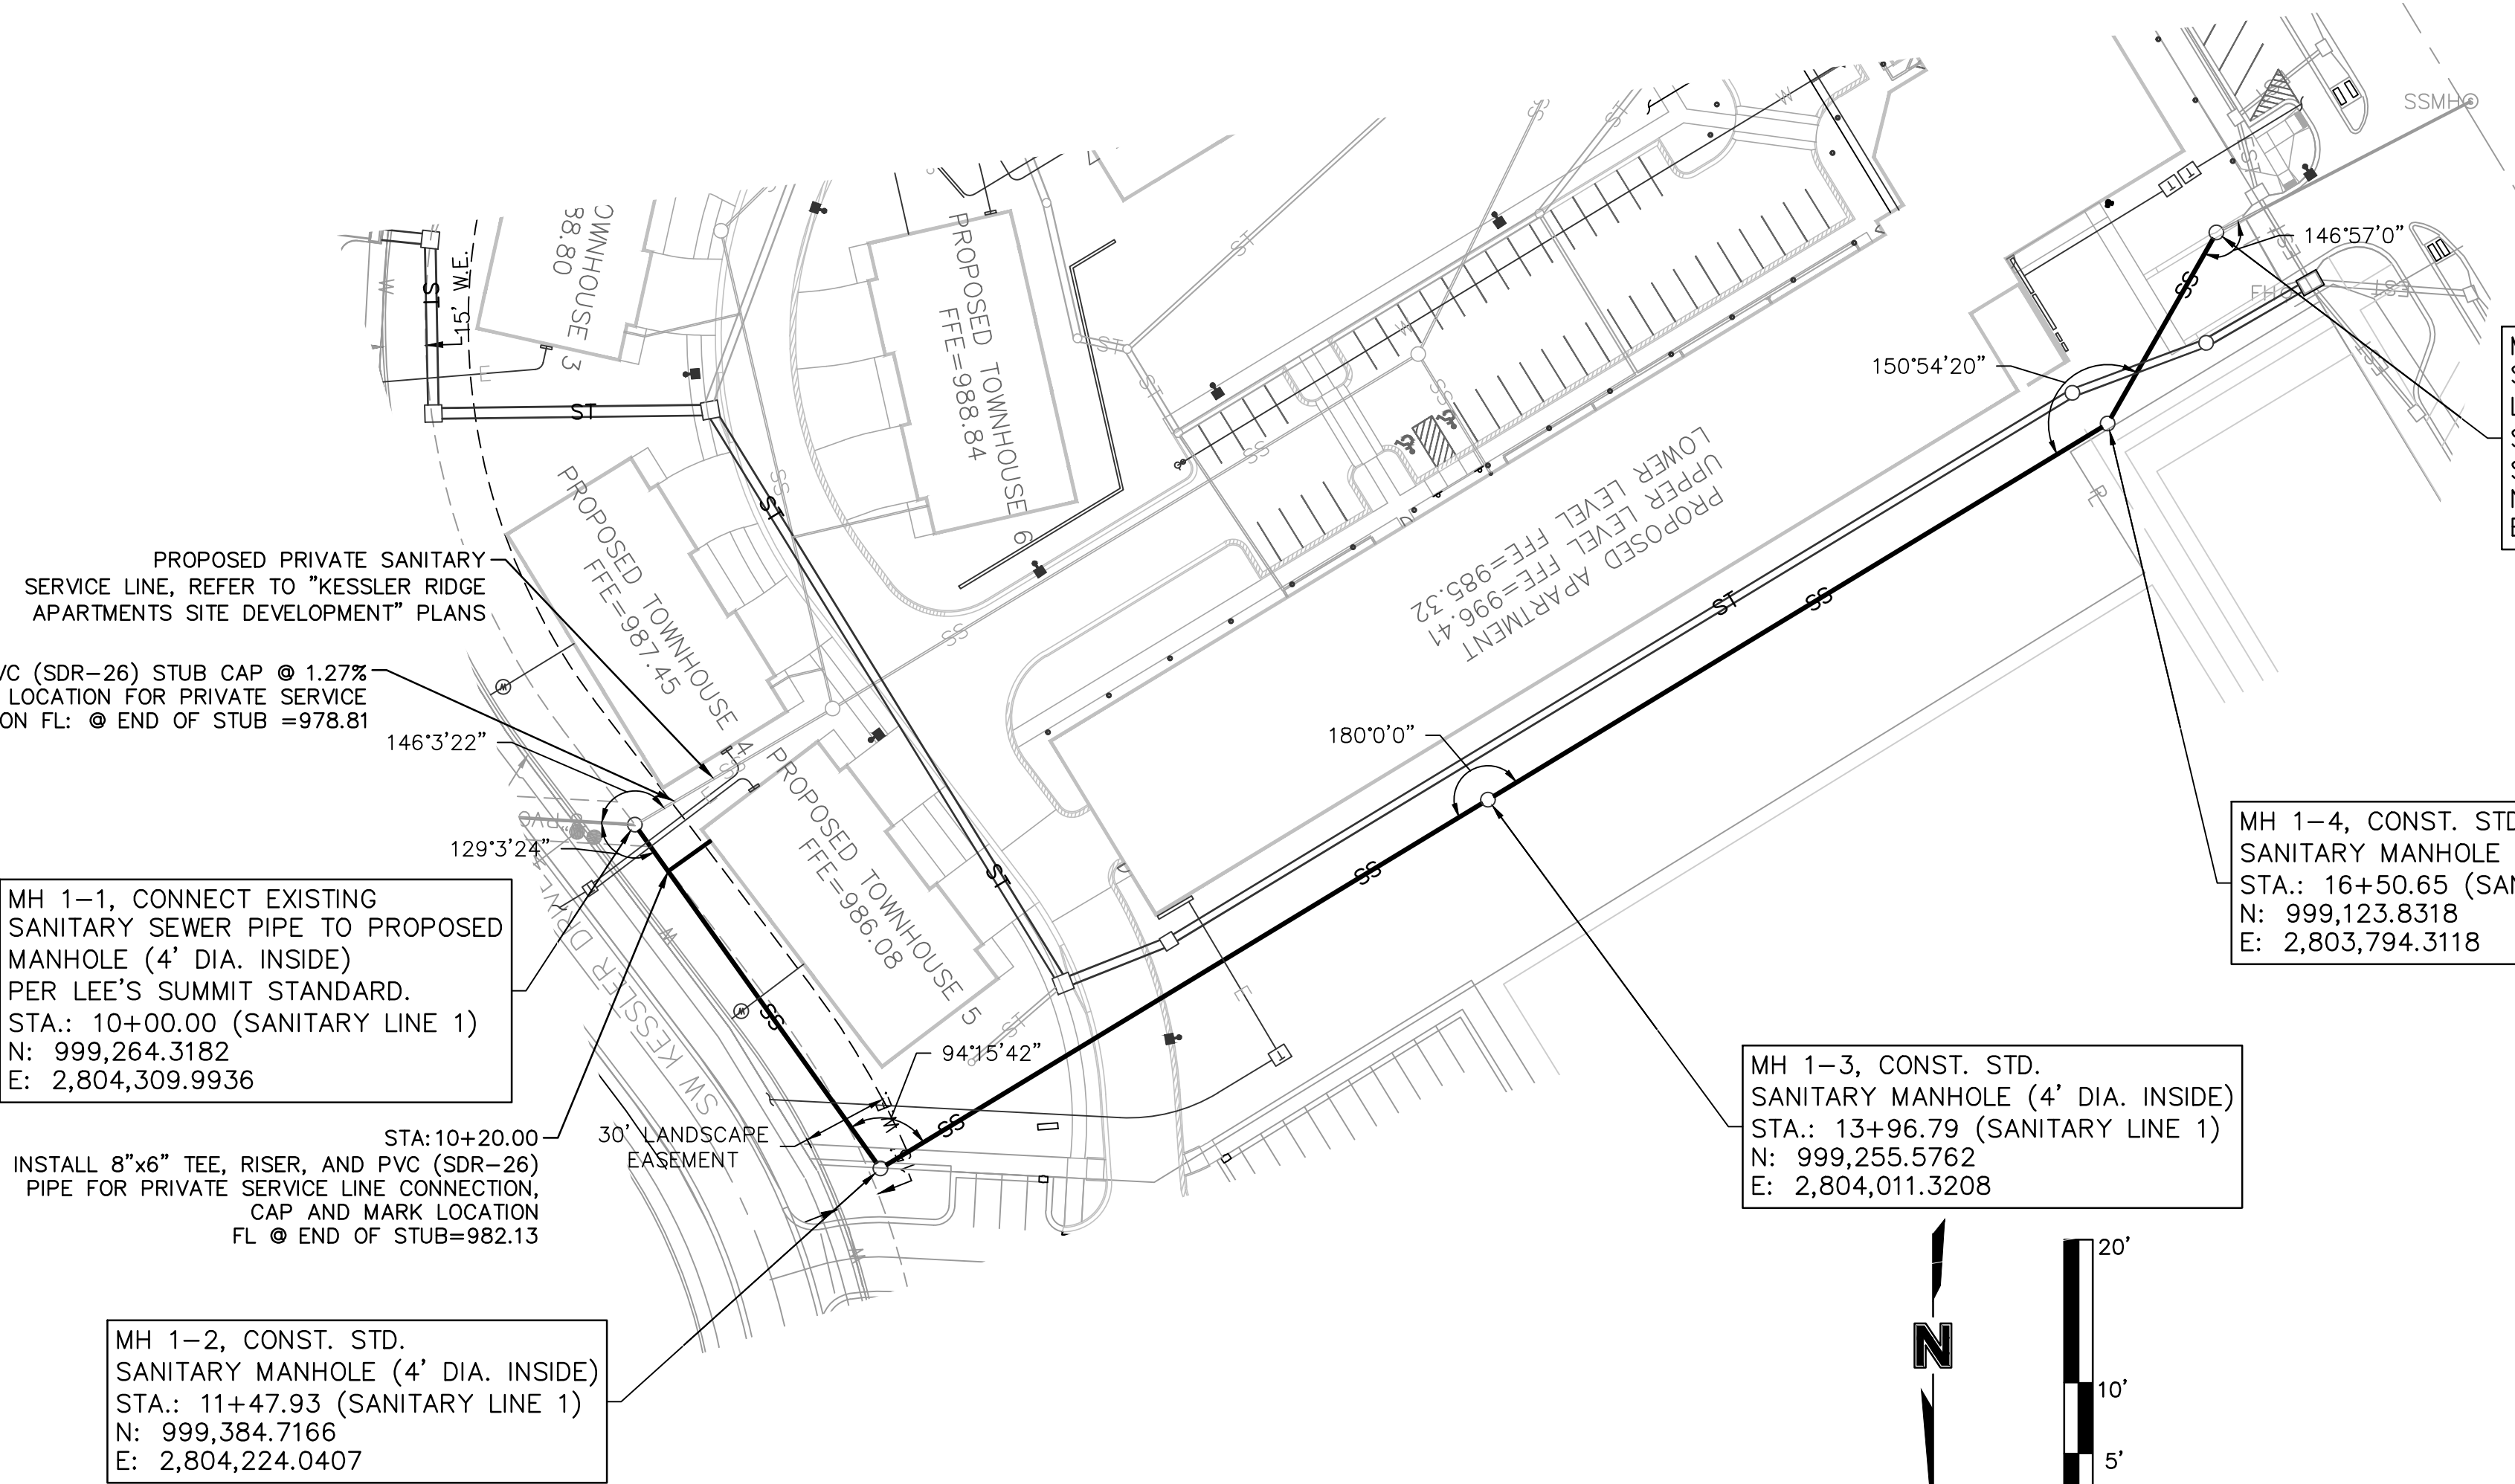 SSMH
146°57'0"
15' W.E.
ST
SS
W
E
OWNHOUSE 3
88.80
PROPOSED TOWNHOUSE 6
FFE=988.84
150°54'20"
FH
PROPOSED APARTMENT
UPPER LEVEL FFE=996.41
LOWER LEVEL FFE=985.32
PROPOSED PRIVATE SANITARY
SERVICE LINE, REFER TO "KESSLER RIDGE
APARTMENTS SITE DEVELOPMENT" PLANS
PROPOSED TOWNHOUSE 4
FFE=987.45
VC (SDR-26) STUB CAP @ 1.27%
LOCATION FOR PRIVATE SERVICE
ON FL: @ END OF STUB =978.81
146°3'22"
180°0'0"
129°3'24"
PROPOSED TOWNHOUSE 5
FFE=986.08
MH 1-1, CONNECT EXISTING
SANITARY SEWER PIPE TO PROPOSED
MANHOLE (4' DIA. INSIDE)
PER LEE'S SUMMIT STANDARD.
STA.: 10+00.00 (SANITARY LINE 1)
N: 999,264.3182
E: 2,804,309.9936
SW KESSLER DRIVE
94°15'42"
30' LANDSCAPE
EASEMENT
STA:10+20.00
INSTALL 8"x6" TEE, RISER, AND PVC (SDR-26)
PIPE FOR PRIVATE SERVICE LINE CONNECTION,
CAP AND MARK LOCATION
FL @ END OF STUB=982.13
MH 1-2, CONST. STD.
SANITARY MANHOLE (4' DIA. INSIDE)
STA.: 11+47.93 (SANITARY LINE 1)
N: 999,384.7166
E: 2,804,224.0407
MH 1-4, CONST. STD
SANITARY MANHOLE
STA.: 16+50.65 (SAN
N: 999,123.8318
E: 2,803,794.3118
MH 1-3, CONST. STD.
SANITARY MANHOLE (4' DIA. INSIDE)
STA.: 13+96.79 (SANITARY LINE 1)
N: 999,255.5762
E: 2,804,011.3208
N
20'
10'
5'